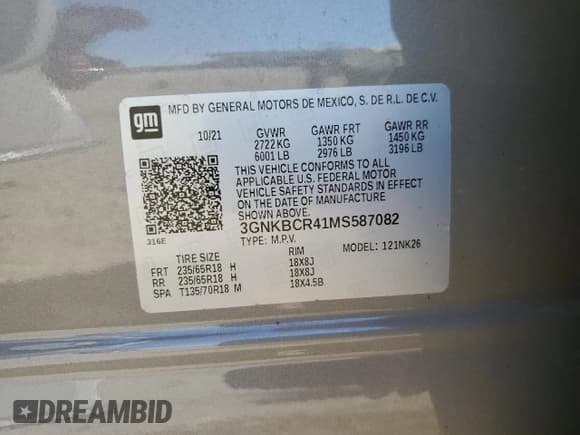 gm
MFD BY GENERAL MOTORS DE MEXICO, S. DE R.L. DE C.V.
10/21 GVWR GAWR FRT GAWR RR
2722 KG 1350 KG 1450 KG
6001 LB 2976 LB 3196 LB
THIS VEHICLE CONFORMS TO ALL
APPLICABLE U.S. FEDERAL MOTOR
VEHICLE SAFETY STANDARDS IN EFFECT
ON THE DATE OF MANUFACTURE
SHOWN ABOVE.
316E 3GNKBCR41MS587082
TYPE: M.P.V. MODEL: 121NK26
TIRE SIZE RIM
FRT 235/65R18 H 18X8J
RR 235/65R18 H 18X8J
SPA T135/70R18 M 18X4.5B
DREAMBID